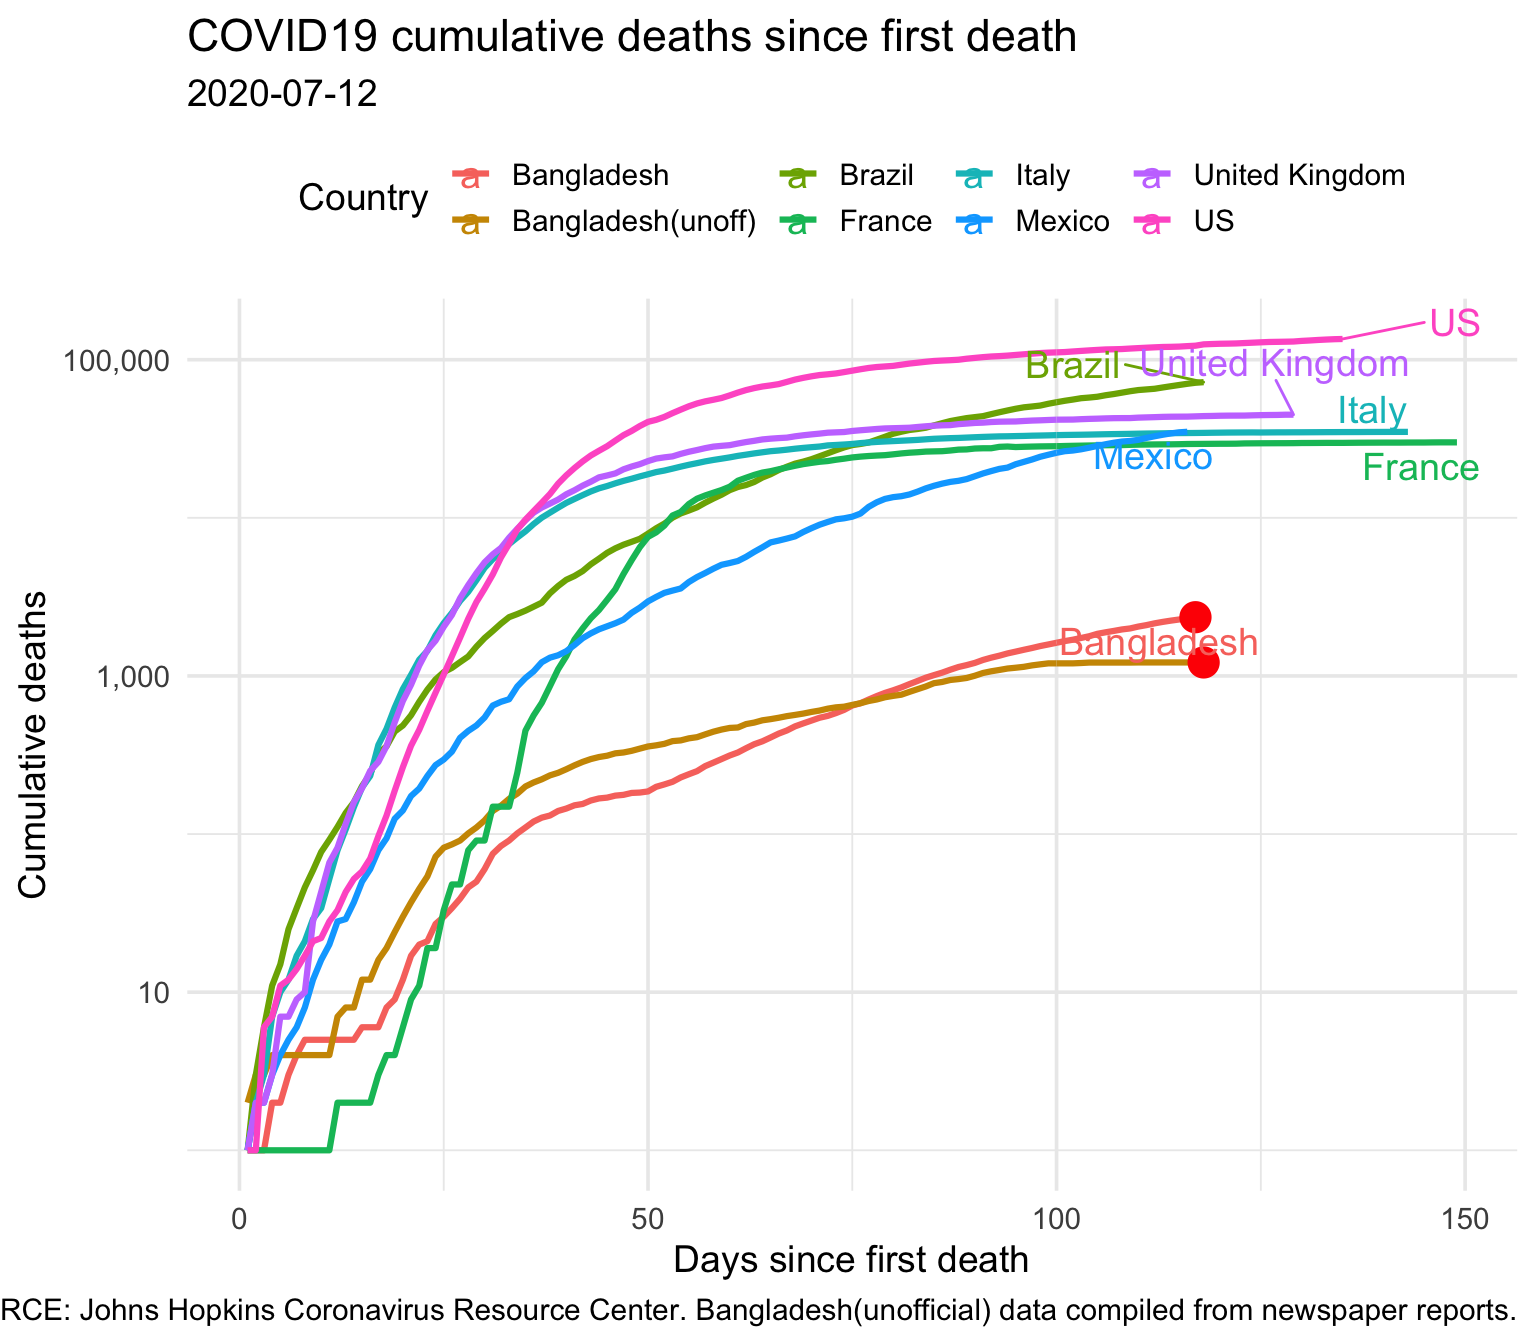 COVID19 cumulative deaths since first death
2020-07-12
Country
a Bangladesh a Brazil a Italy a United Kingdom
a Bangladesh(unoff) a France a Mexico a US
US
100,000
Brazil United Kingdom
Italy
Mexico
France
Bangladesh
1,000
10
Cumulative deaths
0 50 100 150
Days since first death
RCE: Johns Hopkins Coronavirus Resource Center. Bangladesh(unofficial) data compiled from newspaper reports.